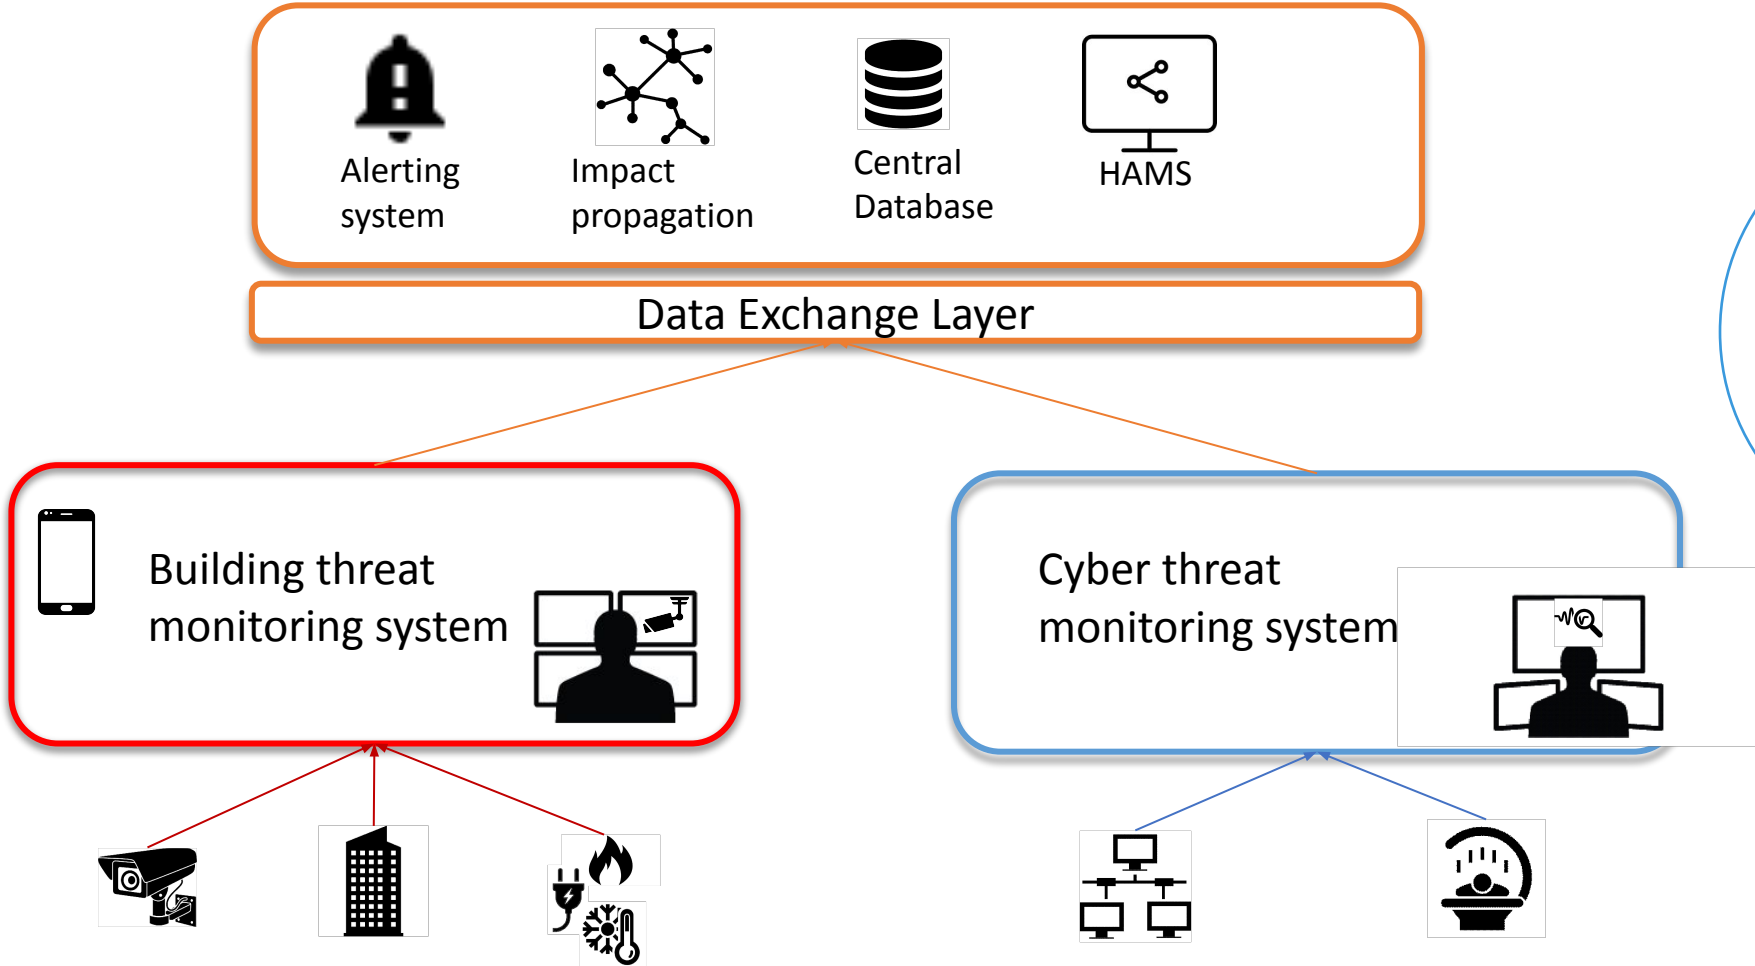 Alerting
system
Impact
propagation
Central
Database
HAMS
Data Exchange Layer
Building threat
monitoring system
Cyber threat
monitoring system